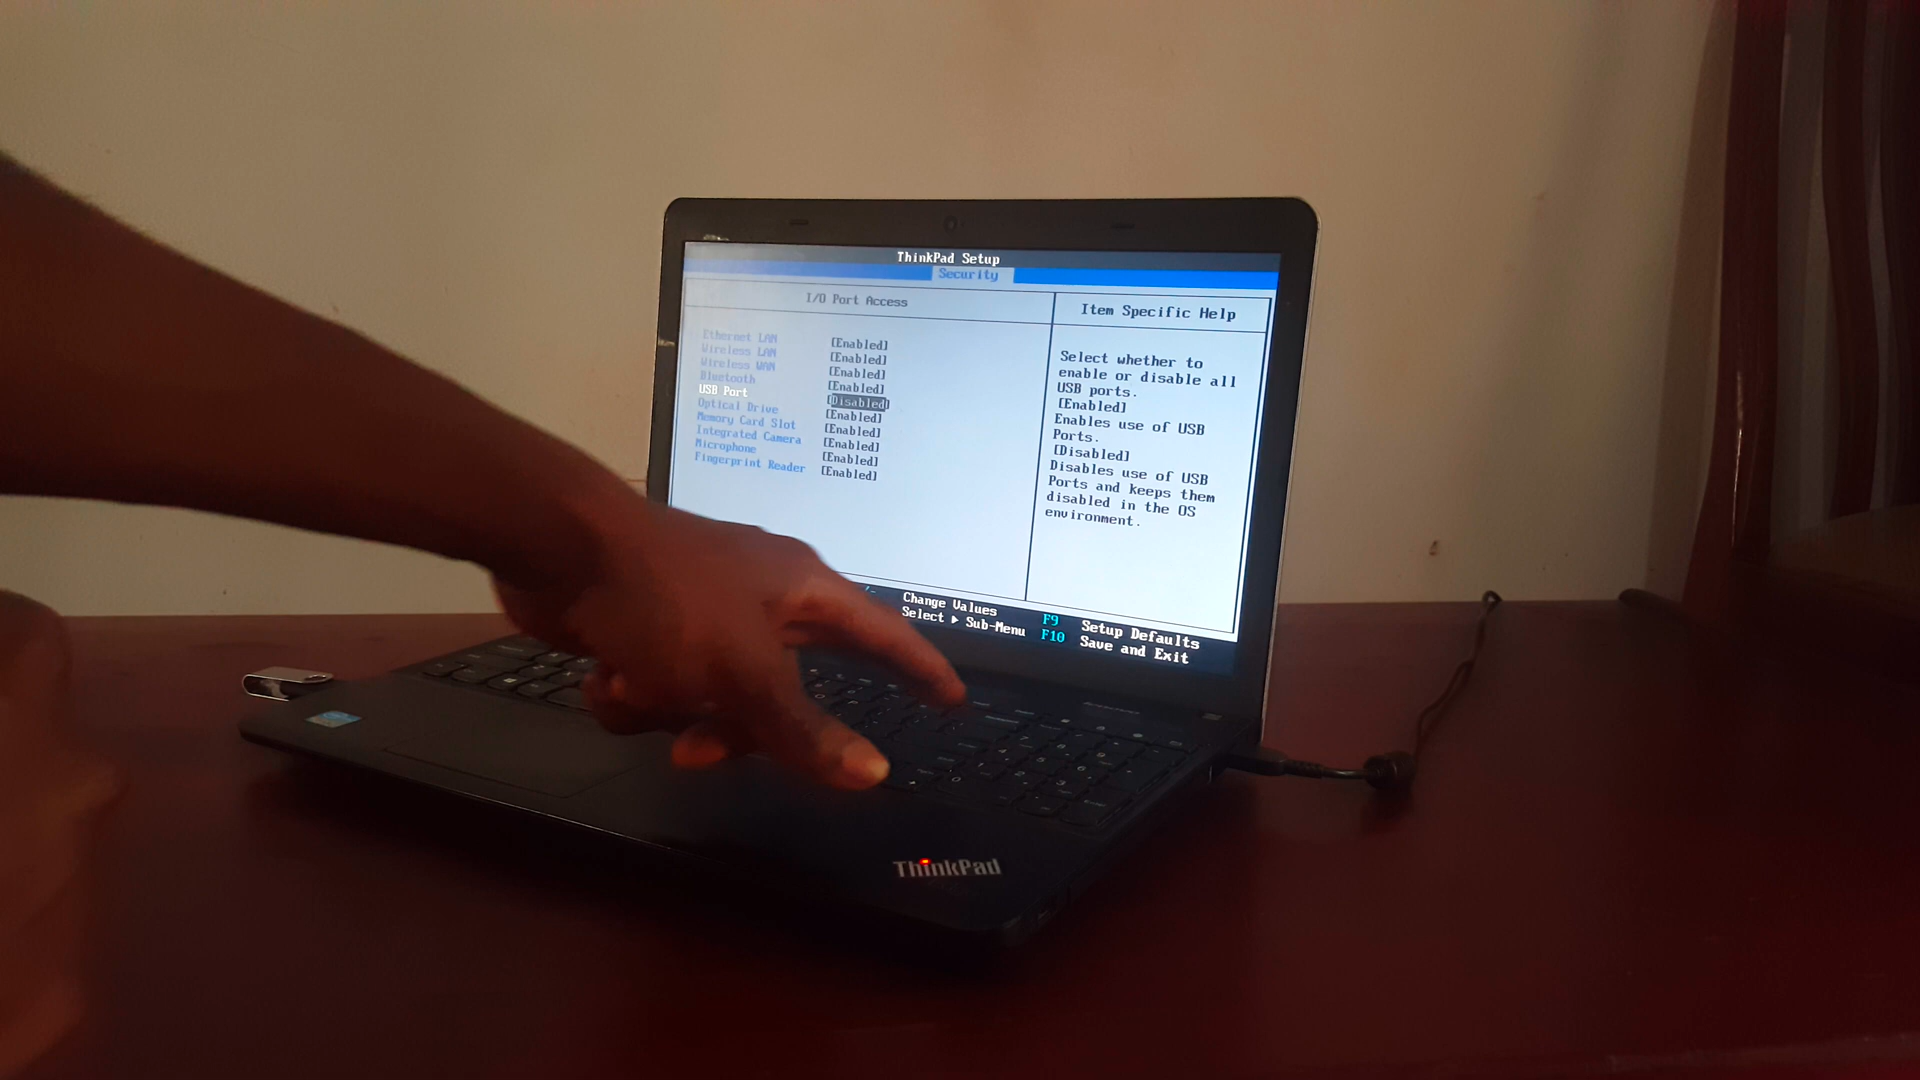 ThinkPad Setup
Security
I/O Port Access
Item Specific Help
Ethernet LAN [Enabled]
Wireless LAN [Enabled]
Wireless WAN [Enabled]
Bluetooth [Enabled]
USB Port [Disabled]
Optical Drive [Enabled]
Memory Card Slot [Enabled]
Integrated Camera [Enabled]
Microphone [Enabled]
Fingerprint Reader [Enabled]
Select whether to
enable or disable all
USB ports.
[Enabled]
Enables use of USB
Ports.
[Disabled]
Disables use of USB
Ports and keeps them
disabled in the OS
environment.
-/ Change Values F9 Setup Defaults
Select ▶ Sub-Menu F10 Save and Exit
ThinkPad